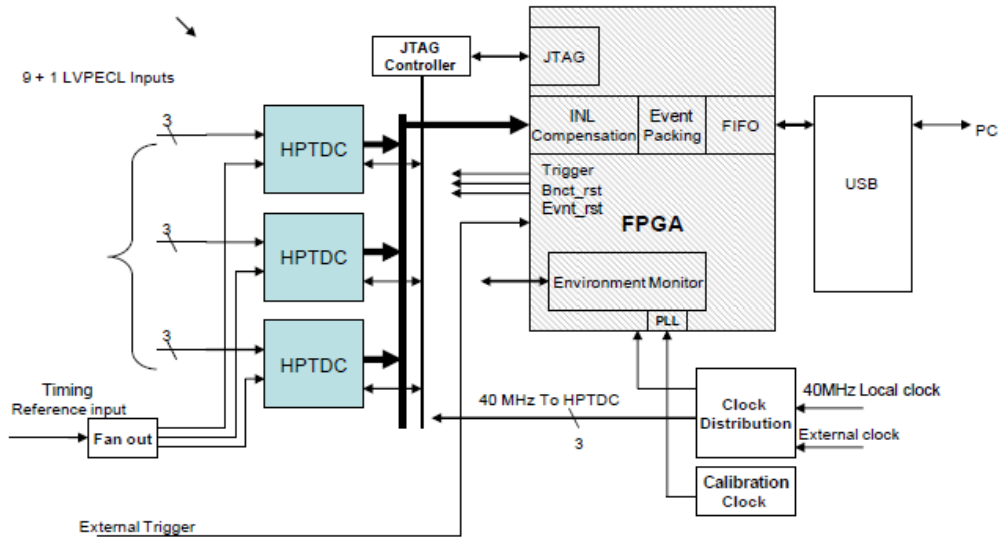 JTAG
Controller
JTAG
9 + 1 LVPECL Inputs
3
HPTDC
INL
Compensation
Event
Packing
FIFO
USB
PC
Trigger
Bnct_rst
Evnt_rst
FPGA
3
HPTDC
Environment Monitor
PLL
3
HPTDC
Timing
Reference input
Fan out
40 MHz To HPTDC
3
Clock
Distribution
40MHz Local clock
External clock
Calibration
Clock
External Trigger